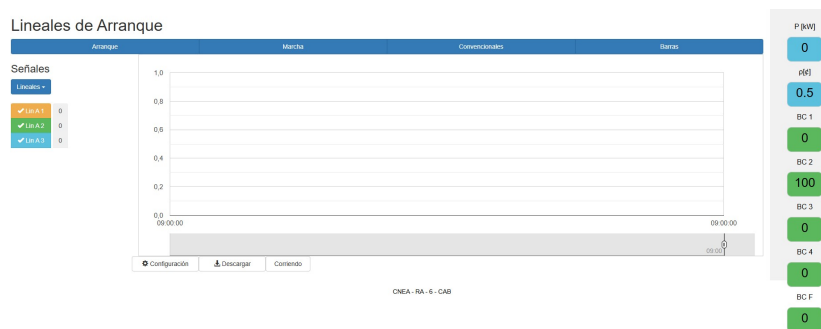 Lineales de Arranque
Arranque Marcha Convencionales Barras
Señales
Lineales
Lin A 1 0
Lin A 2 0
Lin A 3 0
1,0
0,8
0,6
0,4
0,2
0,0
09:00:00 09:00:00
09:00
Configuración Descargar Corriendo
CNEA - RA - 6 - CAB
P [kW]
0
ρ[¢]
0.5
BC 1
0
BC 2
100
BC 3
0
BC 4
0
BC F
0